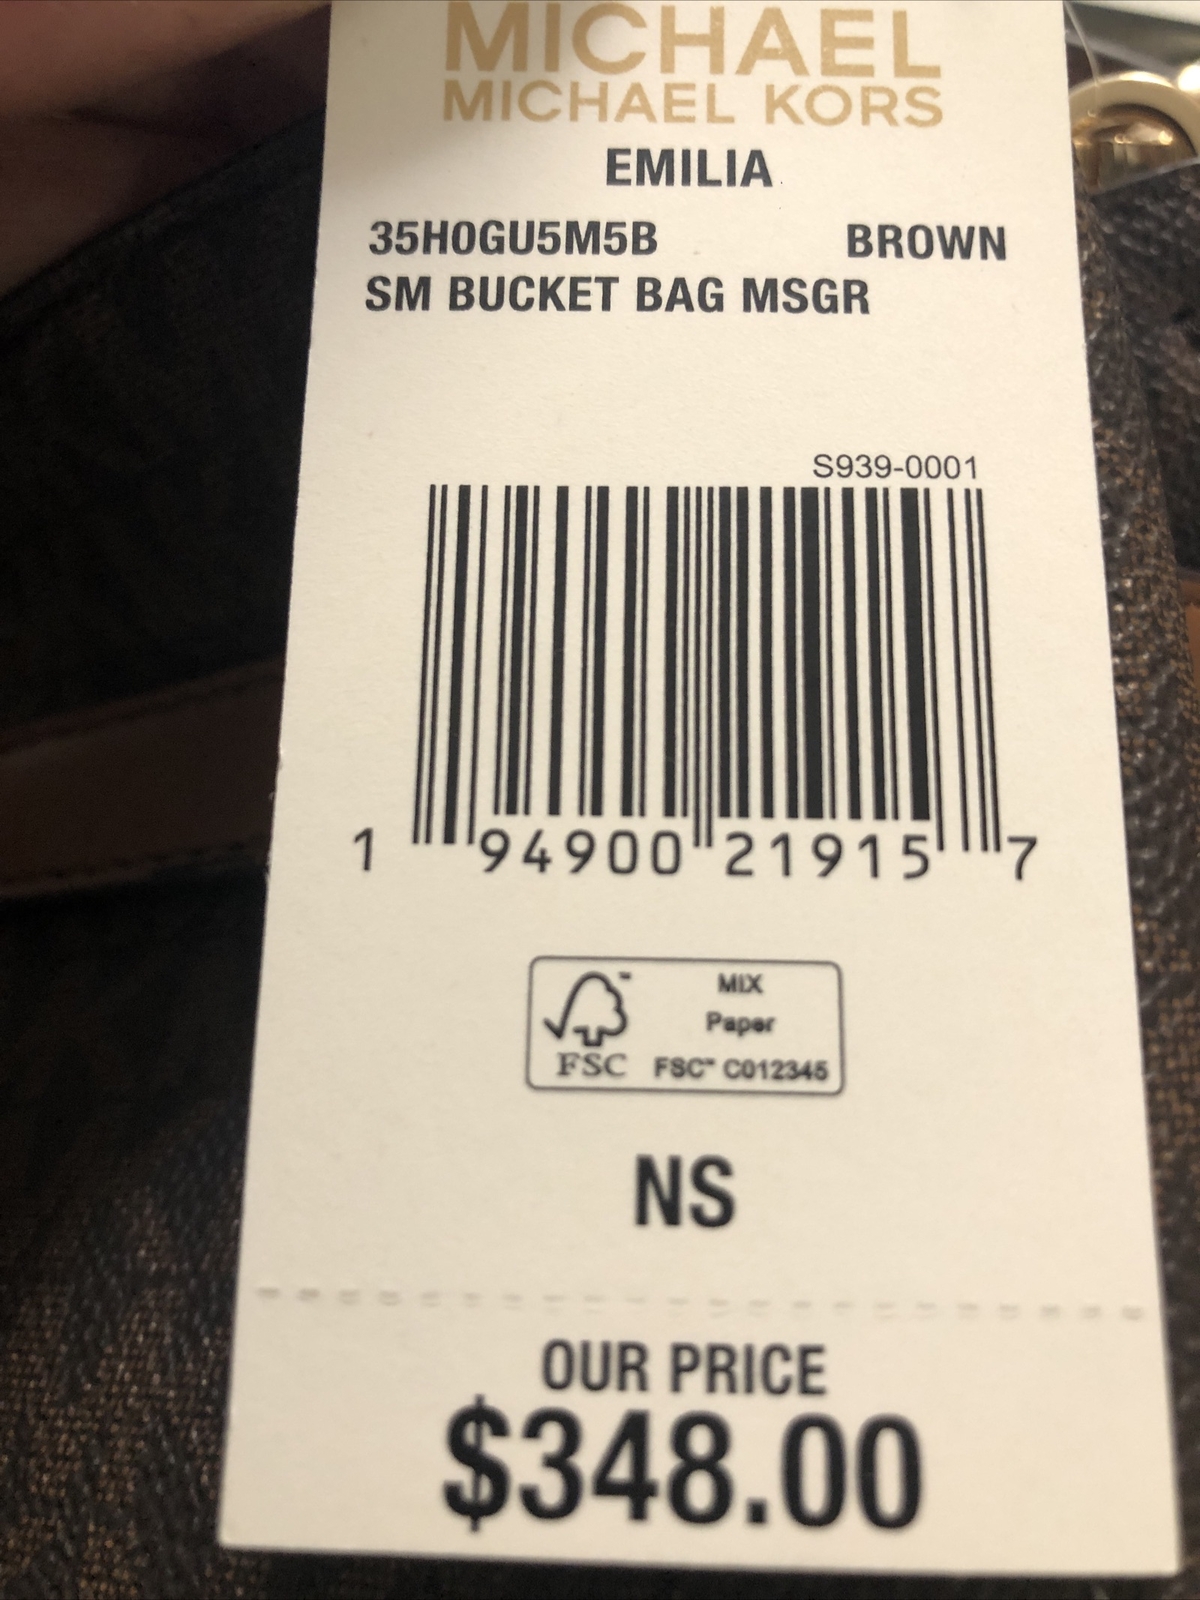 MICHAEL
MICHAEL KORS
EMILIA
35H0GU5M5B BROWN
SM BUCKET BAG MSGR
S939-0001
1 94900 21915 7
MIX
Paper
FSC FSC™ C012345
NS
OUR PRICE
$348.00